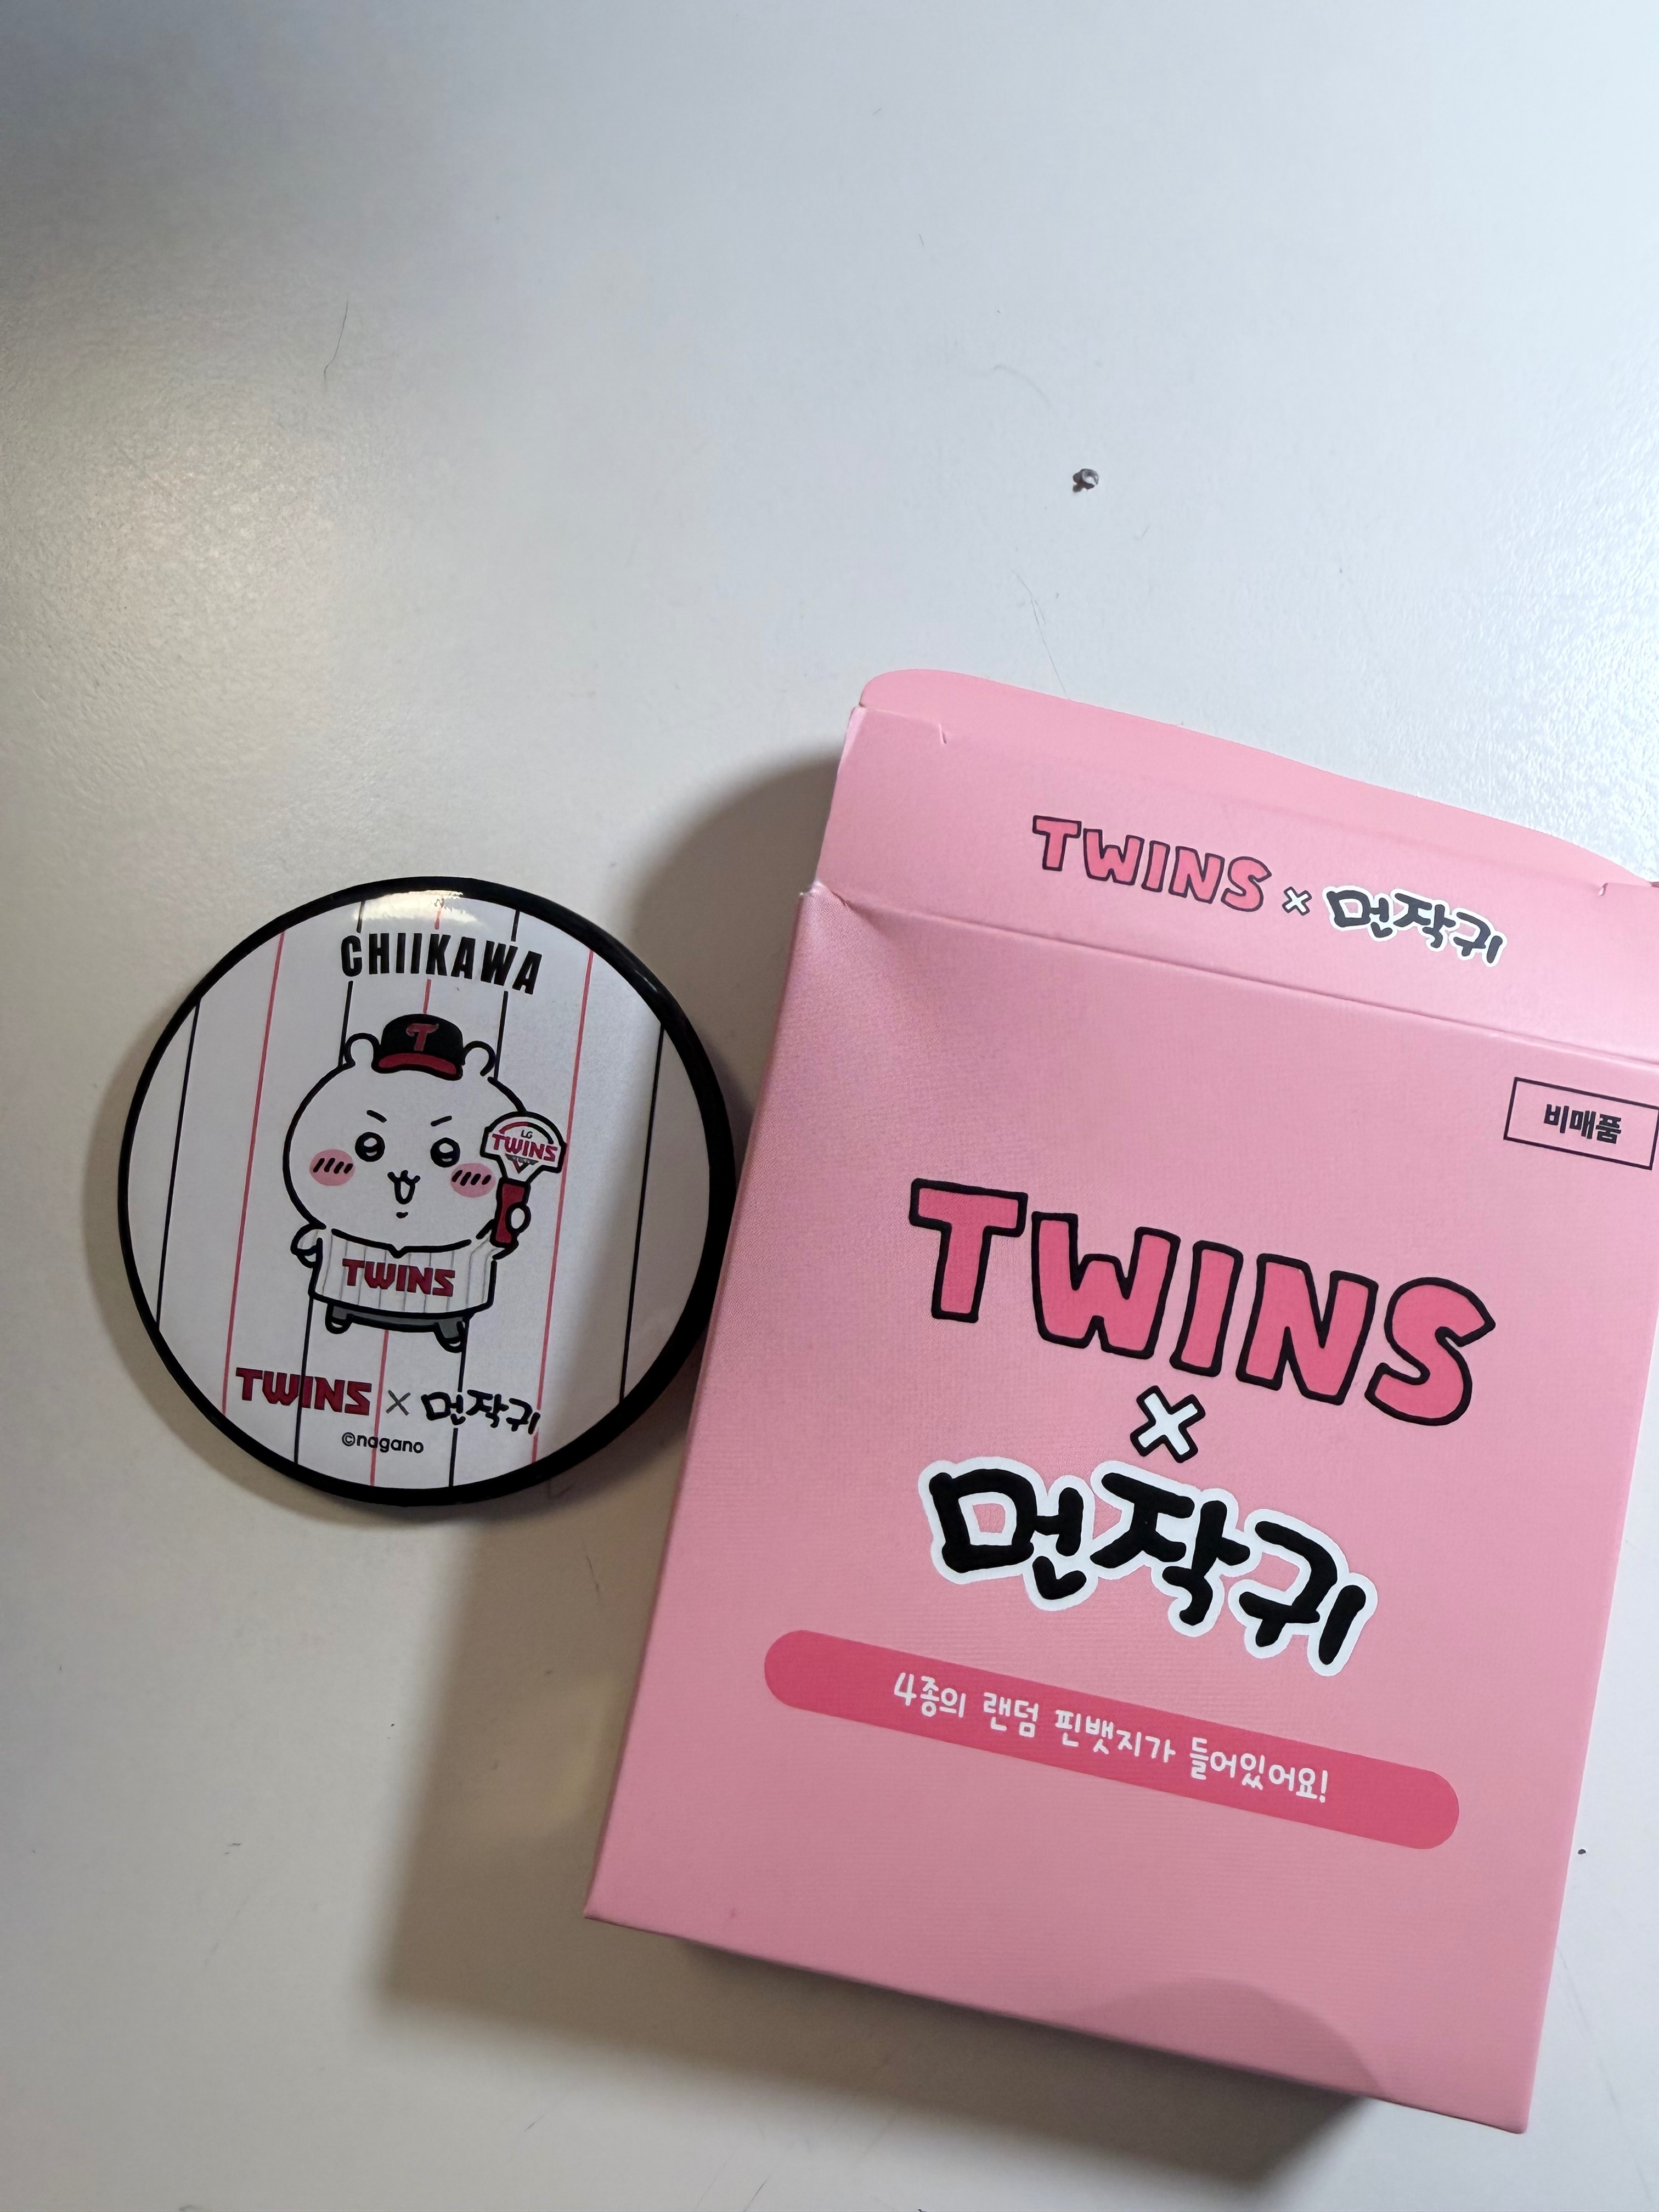 CHIIKAWA
T
LG
TWINS
TWINS
TWINS × 먼작귀
©nagano
TWINS × 먼작귀
비매품
TWINS
×
먼작귀
4종의 랜덤 핀뱃지가 들어있어요!